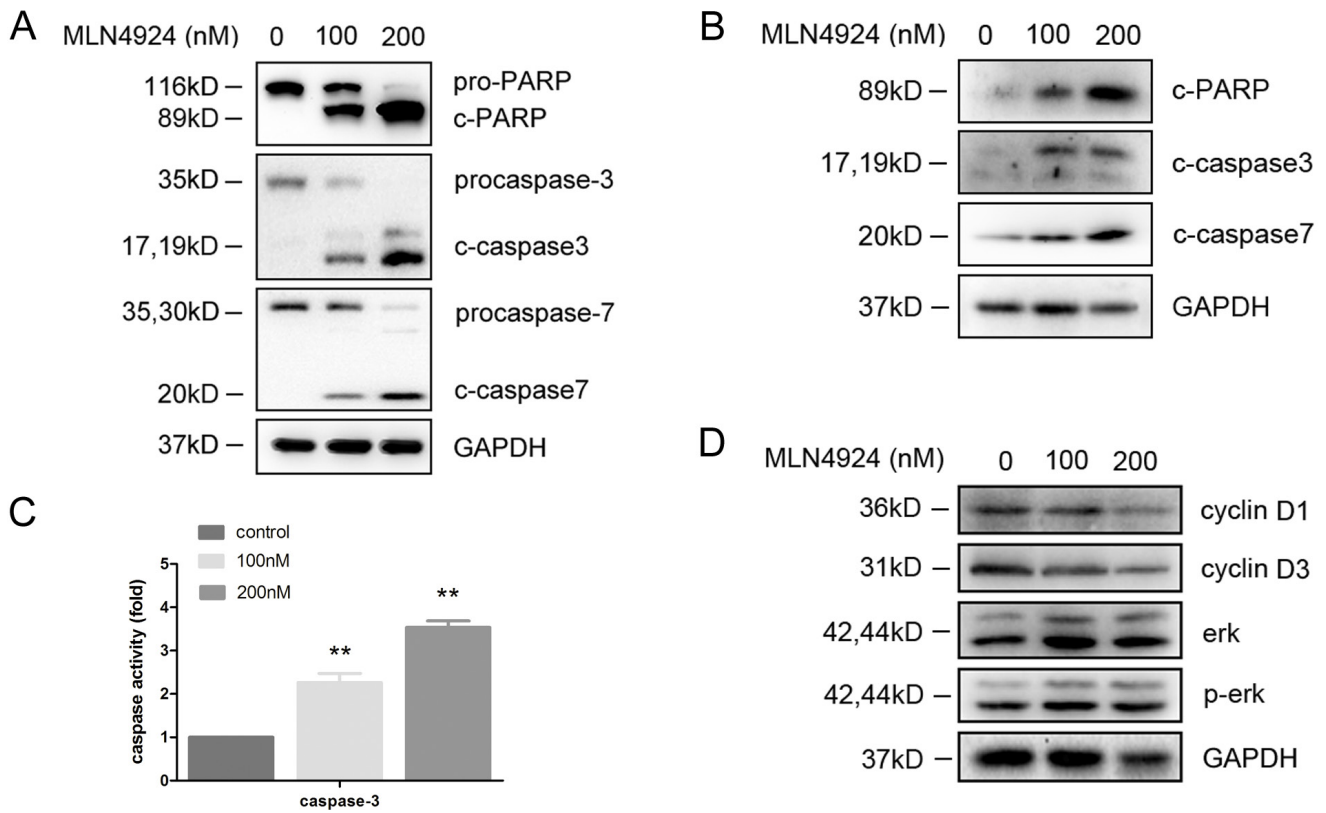 A
MLN4924 (nM) 0 100 200
116kD pro-PARP
89kD c-PARP
35kD procaspase-3
17,19kD c-caspase3
35,30kD procaspase-7
20kD c-caspase7
37kD GAPDH
B
MLN4924 (nM) 0 100 200
89kD c-PARP
17,19kD c-caspase3
20kD c-caspase7
37kD GAPDH
C
control
100nM
200nM
caspase activity (fold)
5
4
3
2
1
0
**
**
caspase-3
D
MLN4924 (nM) 0 100 200
36kD cyclin D1
31kD cyclin D3
42,44kD erk
42,44kD p-erk
37kD GAPDH